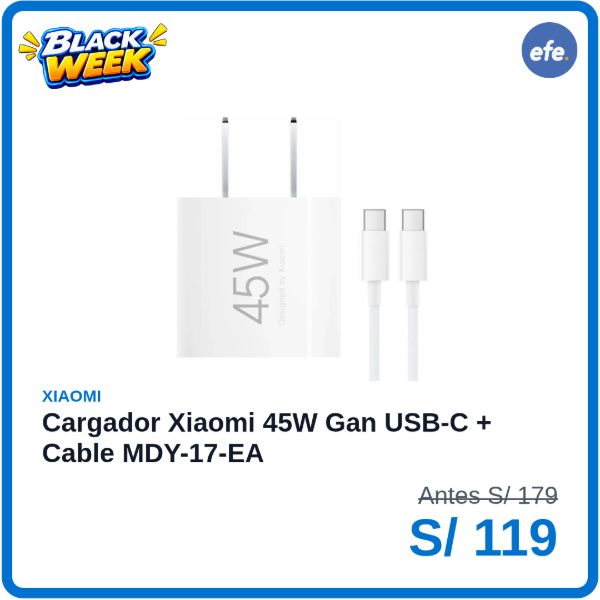 BLACK
WEEK
efe.
45W
Designed by Xiaomi
XIAOMI
Cargador Xiaomi 45W Gan USB-C +
Cable MDY-17-EA
Antes S/ 179
S/ 119